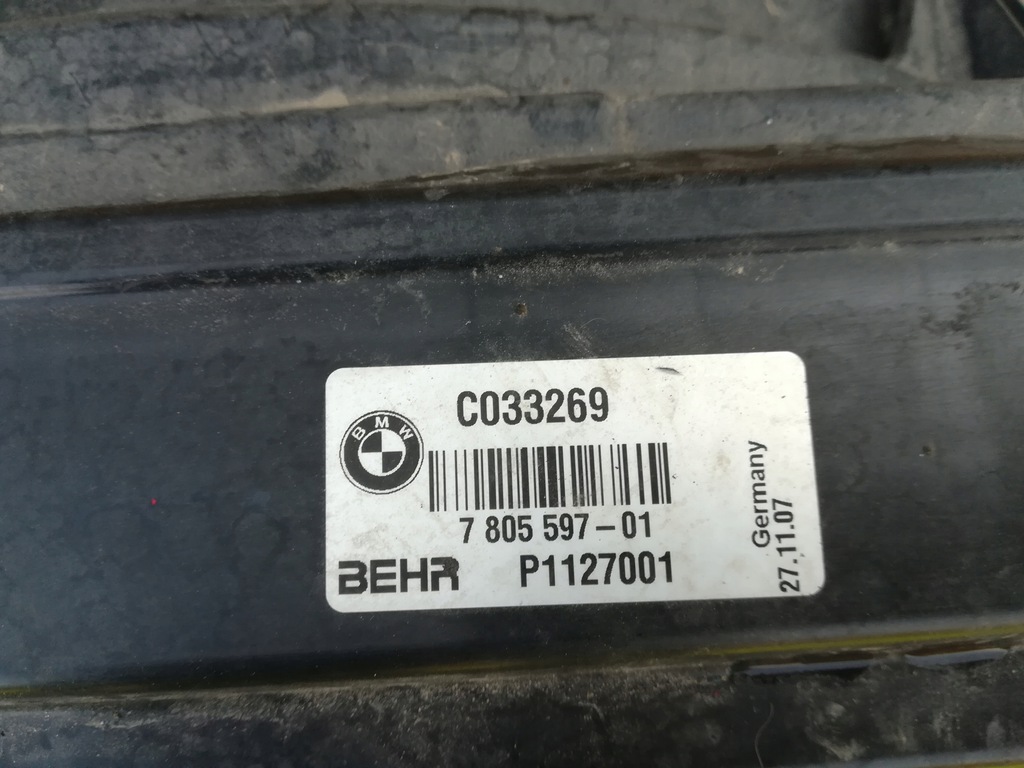 C033269
BMW
7 805 597-01
BEHR P1127001
Germany
27.11.07